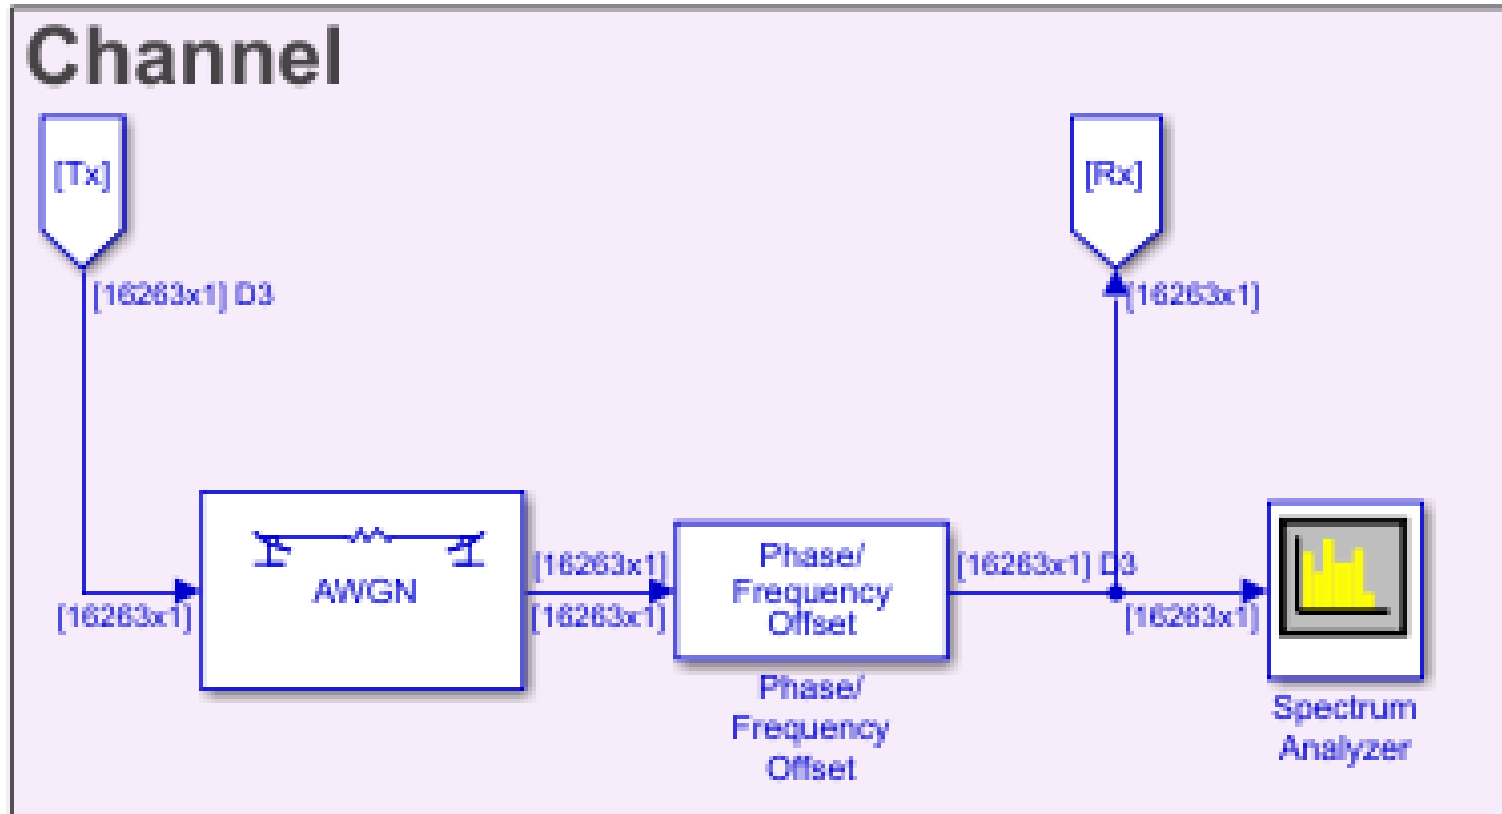 Channel
[Tx]
[Rx]
[16263x1] D3
[16263x1]
[16263x1]
AWGN
[16263x1]
[16263x1]
Phase/
Frequency
Offset
[16263x1] D3
[16263x1]
Phase/
Frequency
Offset
Spectrum
Analyzer